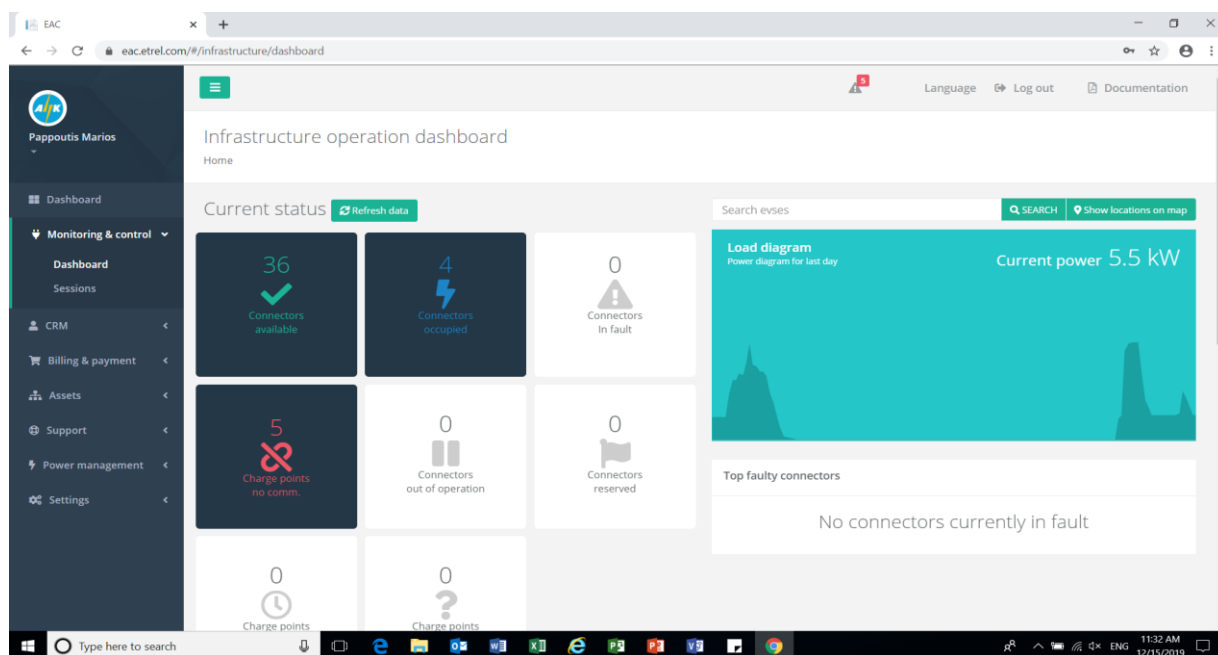 EAC
eac.etrel.com/#/infrastructure/dashboard
AHK
Pappoutis Marios
Dashboard
Monitoring & control
Dashboard
Sessions
CRM
Billing & payment
Assets
Support
Power management
Settings
5
Language
Log out
Documentation
Infrastructure operation dashboard
Home
Current status
Refresh data
36
Connectors
available
4
Connectors
occupied
0
Connectors
In fault
5
Charge points
no comm.
0
Connectors
out of operation
0
Connectors
reserved
0
Charge points
0
Charge points
Search evses
SEARCH
Show locations on map
Load diagram
Power diagram for last day
Current power 5.5 kW
Top faulty connectors
No connectors currently in fault
Type here to search
ENG
11:32 AM
12/15/2019